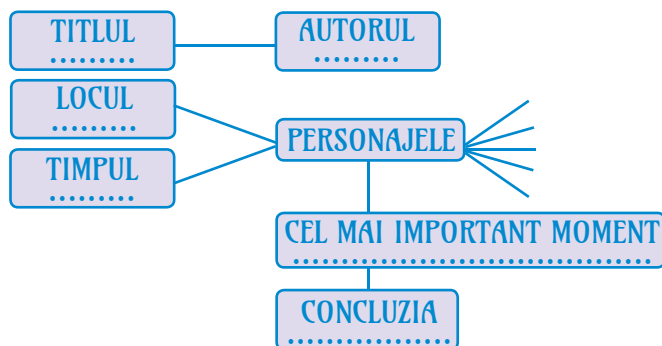 TITLUL
.........
AUTORUL
.........
LOCUL
.........
TIMPUL
.........
PERSONAJELE
CEL MAI IMPORTANT MOMENT
......................................
CONCLUZIA
.................